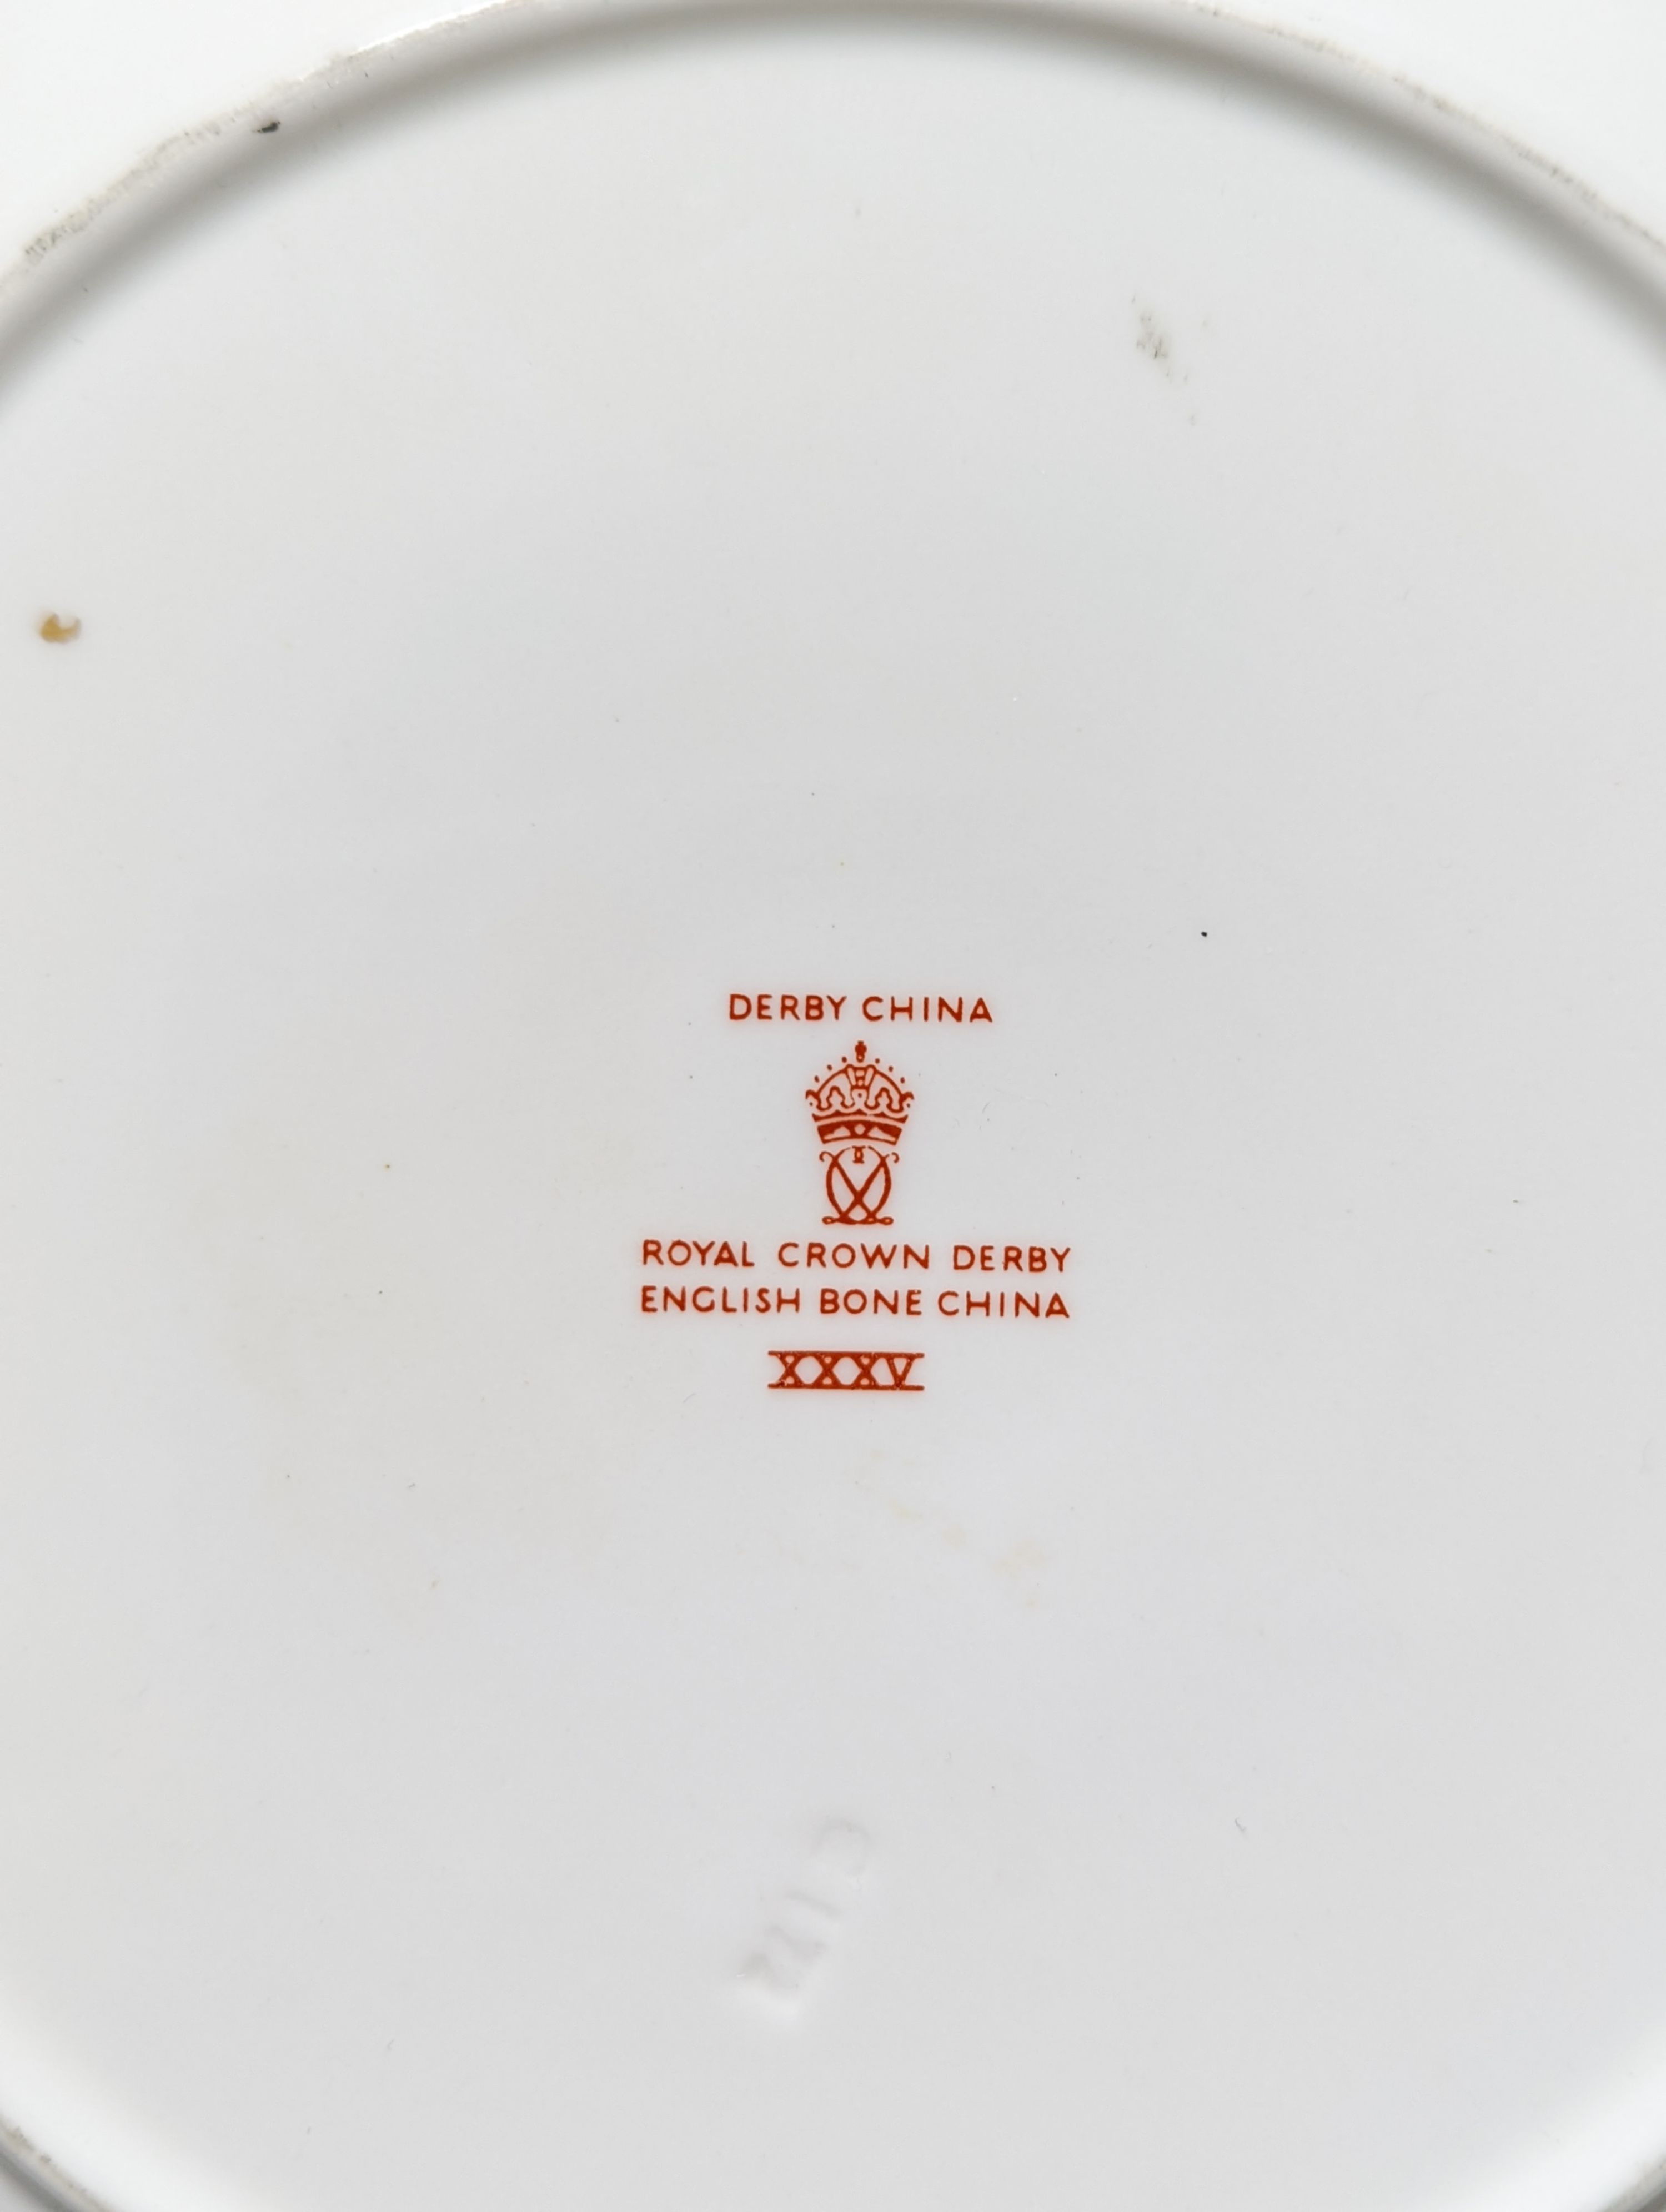 DERBY CHINA
ROYAL CROWN DERBY
ENGLISH BONE CHINA
XXXV